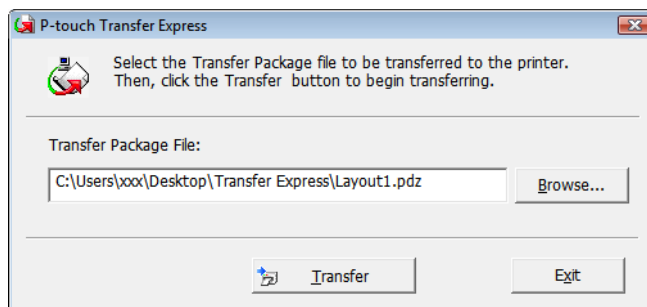 P-touch Transfer Express
Select the Transfer Package file to be transferred to the printer.
Then, click the Transfer button to begin transferring.
Transfer Package File:
C:\Users\xxx\Desktop\Transfer Express\Layout1.pdz
Browse...
Transfer
Exit